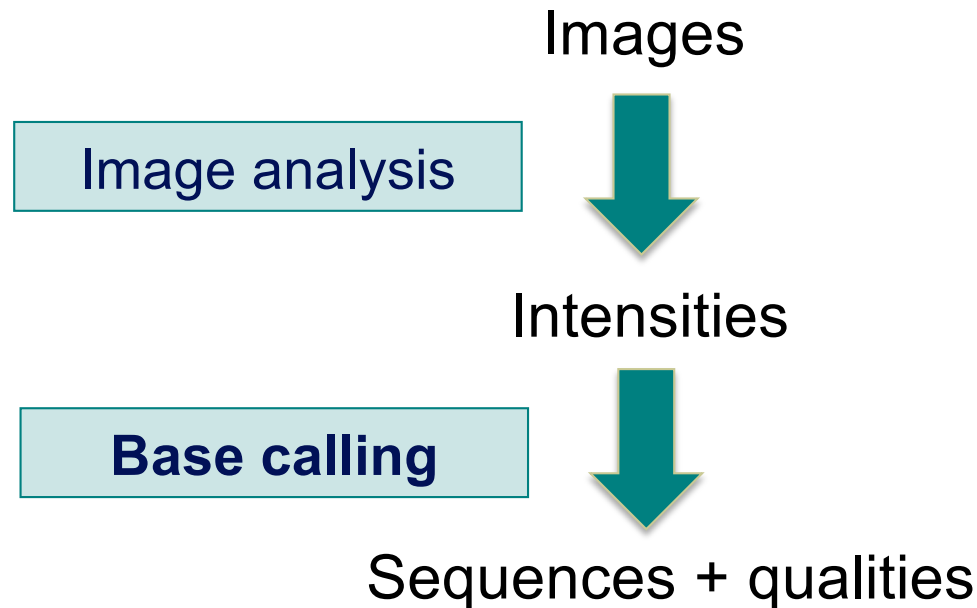 Images
Image analysis
Intensities
Base calling
Sequences + qualities